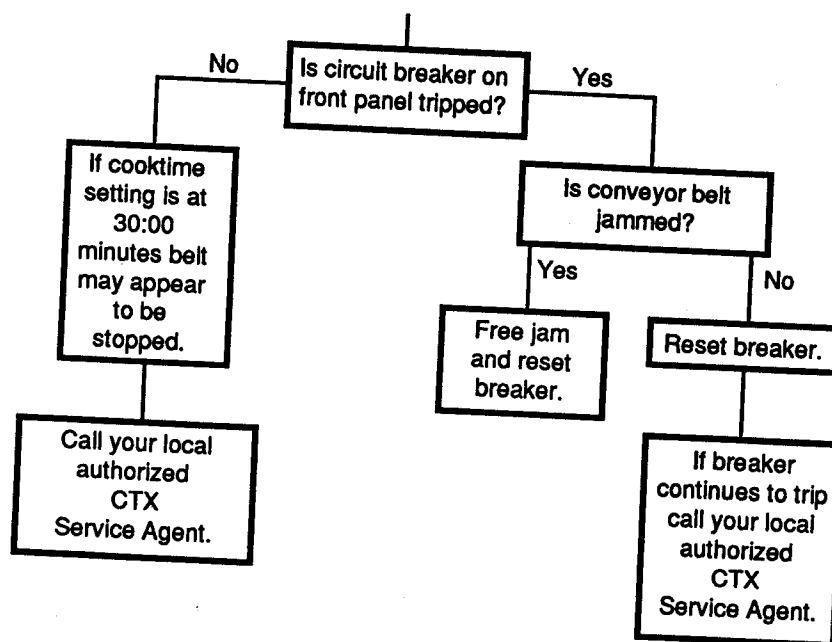 Is circuit breaker on
front panel tripped?
No
Yes
If cooktime
setting is at
30:00
minutes belt
may appear
to be
stopped.
Call your local
authorized
CTX
Service Agent.
Is conveyor belt
jammed?
Yes
No
Free jam
and reset
breaker.
Reset breaker.
If breaker
continues to trip
call your local
authorized
CTX
Service Agent.